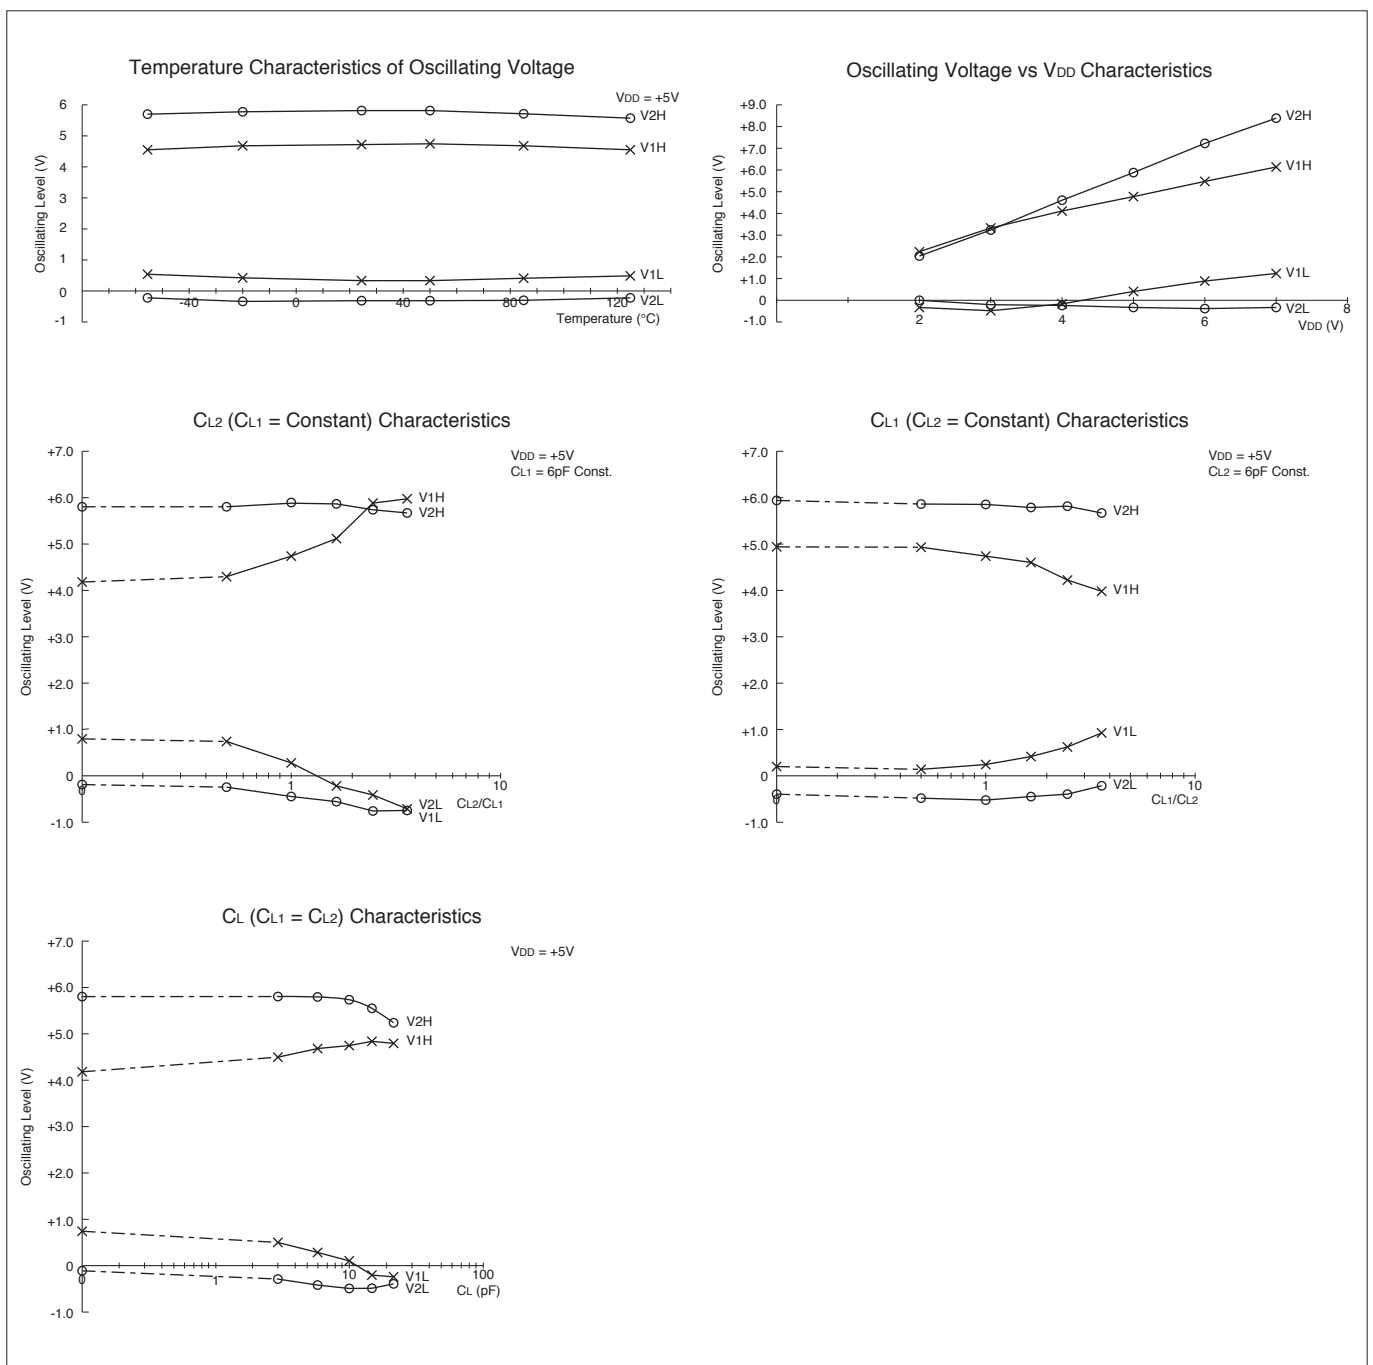 Temperature Characteristics of Oscillating Voltage
VDD = +5V
Oscillating Level (V)
6
5
4
3
2
1
0
-1
-40
0
40
80
120
Temperature (°C)
V2H
V1H
V1L
V2L
Oscillating Voltage vs VDD Characteristics
Oscillating Level (V)
+9.0
+8.0
+7.0
+6.0
+5.0
+4.0
+3.0
+2.0
+1.0
0
-1.0
2
4
6
8
VDD (V)
V2H
V1H
V1L
V2L
CL2 (CL1 = Constant) Characteristics
VDD = +5V
CL1 = 6pF Const.
Oscillating Level (V)
+7.0
+6.0
+5.0
+4.0
+3.0
+2.0
+1.0
0
-1.0
0
1
10
CL2/CL1
V1H
V2H
V2L
V1L
CL1 (CL2 = Constant) Characteristics
VDD = +5V
CL2 = 6pF Const.
Oscillating Level (V)
+7.0
+6.0
+5.0
+4.0
+3.0
+2.0
+1.0
0
-1.0
0
1
10
CL1/CL2
V2H
V1H
V1L
V2L
CL (CL1 = CL2) Characteristics
VDD = +5V
Oscillating Level (V)
+7.0
+6.0
+5.0
+4.0
+3.0
+2.0
+1.0
0
-1.0
0
1
10
100
CL (pF)
V2H
V1H
V1L
V2L